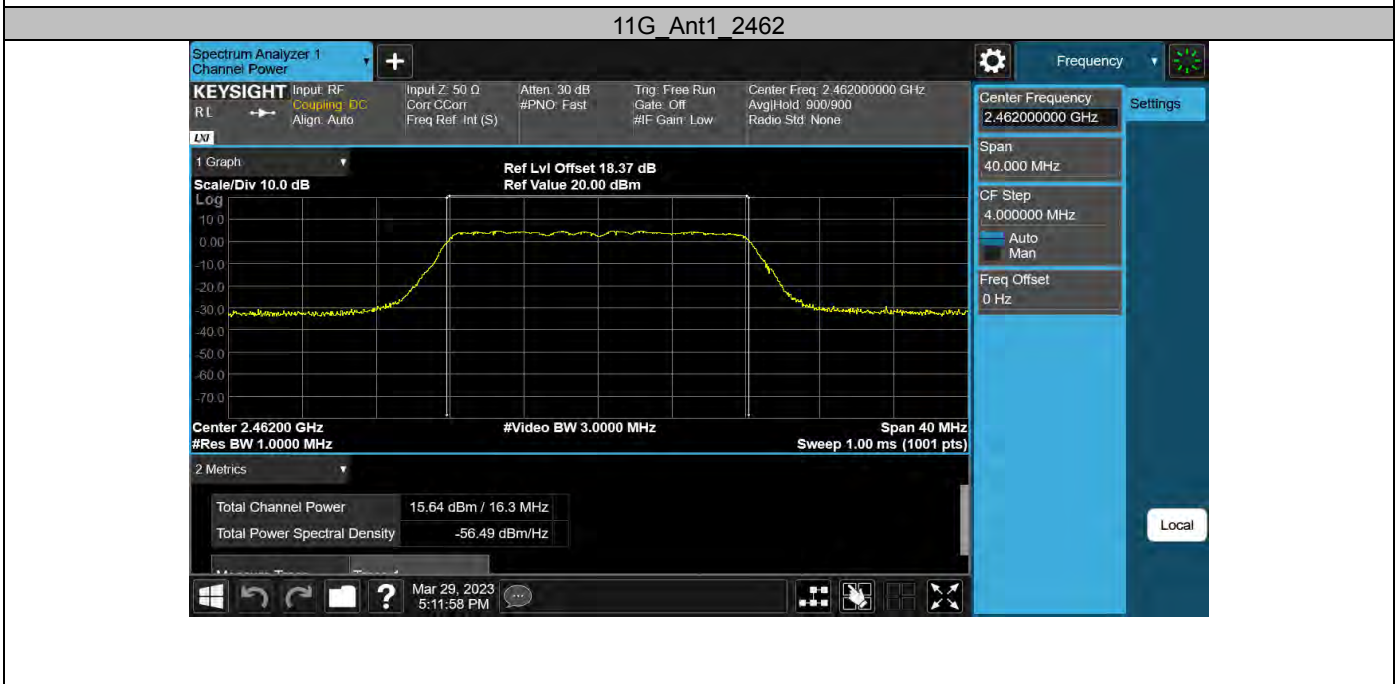 11G_Ant1_2462
Spectrum Analyzer 1
Channel Power
+
Frequency
KEYSIGHT
Input: RF
Coupling: DC
Align: Auto
RL
LXI
Input Z: 50 Ω
Corr CCorr
Freq Ref: Int (S)
Atten: 30 dB
#PNO: Fast
Trig: Free Run
Gate: Off
#IF Gain: Low
Center Freq: 2.462000000 GHz
Avg|Hold: 900/900
Radio Std: None
Center Frequency
2.462000000 GHz
Settings
Span
40.000 MHz
CF Step
4.000000 MHz
Auto
Man
Freq Offset
0 Hz
Local
1 Graph
Scale/Div 10.0 dB
Ref Lvl Offset 18.37 dB
Ref Value 20.00 dBm
Log
10.0
0.00
-10.0
-20.0
-30.0
-40.0
-50.0
-60.0
-70.0
Center 2.46200 GHz
#Video BW 3.0000 MHz
Span 40 MHz
#Res BW 1.0000 MHz
Sweep 1.00 ms (1001 pts)
2 Metrics
Total Channel Power 15.64 dBm / 16.3 MHz
Total Power Spectral Density -56.49 dBm/Hz
?
Mar 29, 2023
5:11:58 PM